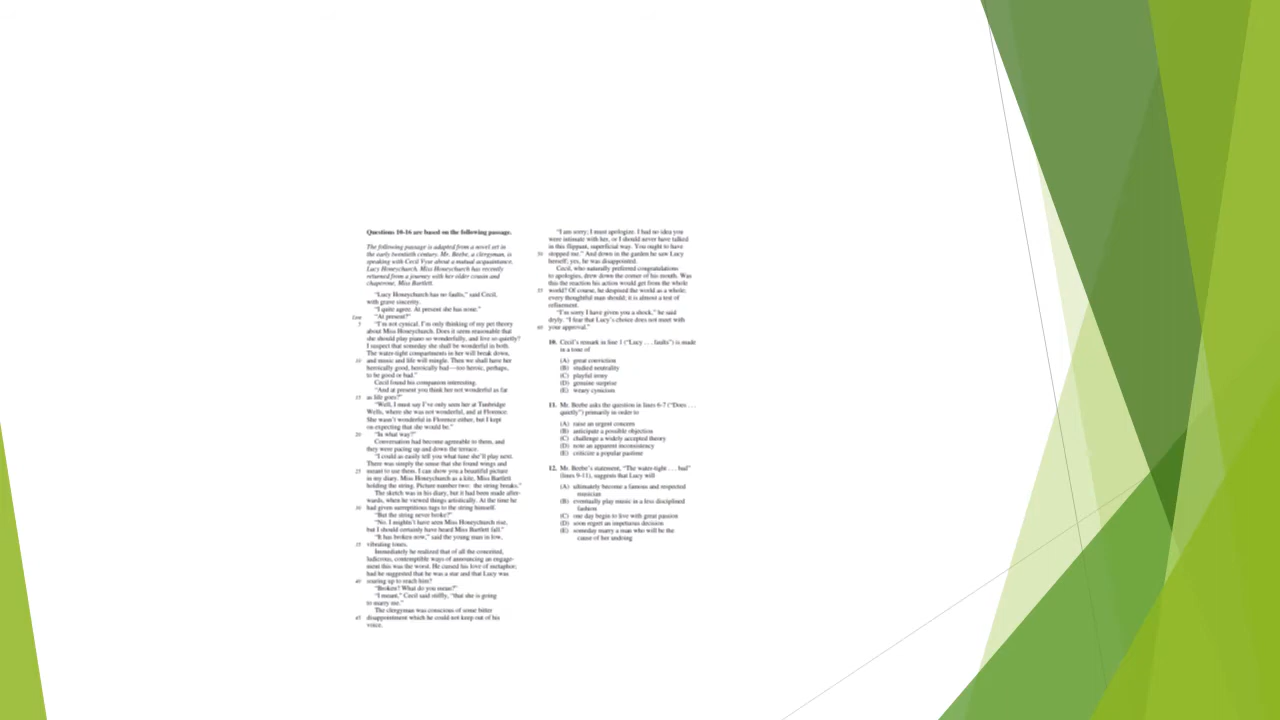 Questions 10-16 are based on the following passage.
The following passage is adapted from a novel set in
the early twentieth century. Mr. Beebe, a clergyman, is
speaking with Cecil Vyse about a mutual acquaintance,
Lucy Honeychurch. Miss Honeychurch has recently
returned from a journey with her older cousin and
chaperone, Miss Bartlett.
“Lucy Honeychurch has no faults,” said Cecil,
with grave sincerity.
“I quite agree. At present she has none.”
Line “At present?”
5 “I’m not cynical. I’m only thinking of my pet theory
about Miss Honeychurch. Does it seem reasonable that
she should play piano so wonderfully, and live so quietly?
I suspect that someday she shall be wonderful in both.
The water-tight compartments in her will break down,
10 and music and life will mingle. Then we shall have her
heroically good, heroically bad—too heroic, perhaps,
to be good or bad.”
Cecil found his companion interesting.
“And at present you think her not wonderful as far
15 as life goes?”
“Well, I must say I’ve only seen her at Tunbridge
Wells, where she was not wonderful, and at Florence.
She wasn’t wonderful in Florence either, but I kept
on expecting that she would be.”
20 “In what way?”
Conversation had become agreeable to them, and
they were pacing up and down the terrace.
“I could as easily tell you what tune she’ll play next.
There was simply the sense that she found wings and
25 meant to use them. I can show you a beautiful picture
in my diary. Miss Honeychurch as a kite, Miss Bartlett
holding the string. Picture number two: the string breaks.”
The sketch was in his diary, but it had been made after-
wards, when he viewed things artistically. At the time he
30 had given surreptitious tugs to the string himself.
“But the string never broke?”
“No. I mightn’t have seen Miss Honeychurch rise,
but I should certainly have heard Miss Bartlett fall.”
“It has broken now,” said the young man in low,
35 vibrating tones.
Immediately he realized that of all the conceited,
ludicrous, contemptible ways of announcing an engage-
ment this was the worst. He cursed his love of metaphor;
had he suggested that he was a star and that Lucy was
40 soaring up to reach him?
“Broken? What do you mean?”
“I meant,” Cecil said stiffly, “that she is going
to marry me.”
The clergyman was conscious of some bitter
45 disappointment which he could not keep out of his
voice.
“I am sorry; I must apologize. I had no idea you
were intimate with her, or I should never have talked
in this flippant, superficial way. You ought to have
50 stopped me.” And down in the garden he saw Lucy
herself; yes, he was disappointed.
Cecil, who naturally preferred congratulations
to apologies, drew down the corner of his mouth. Was
this the reaction his action would get from the whole
55 world? Of course, he despised the world as a whole;
every thoughtful man should; it is almost a test of
refinement.
“I’m sorry I have given you a shock,” he said
dryly. “I fear that Lucy’s choice does not meet with
60 your approval.”
10. Cecil’s remark in line 1 (“Lucy . . . faults”) is made
in a tone of
(A) great conviction
(B) studied neutrality
(C) playful irony
(D) genuine surprise
(E) weary cynicism
11. Mr. Beebe asks the question in lines 6-7 (“Does . . .
quietly”) primarily in order to
(A) raise an urgent concern
(B) anticipate a possible objection
(C) challenge a widely accepted theory
(D) note an apparent inconsistency
(E) criticize a popular pastime
12. Mr. Beebe’s statement, “The water-tight . . . bad”
(lines 9-11), suggests that Lucy will
(A) ultimately become a famous and respected
musician
(B) eventually play music in a less disciplined
fashion
(C) one day begin to live with great passion
(D) soon regret an impetuous decision
(E) someday marry a man who will be the
cause of her undoing